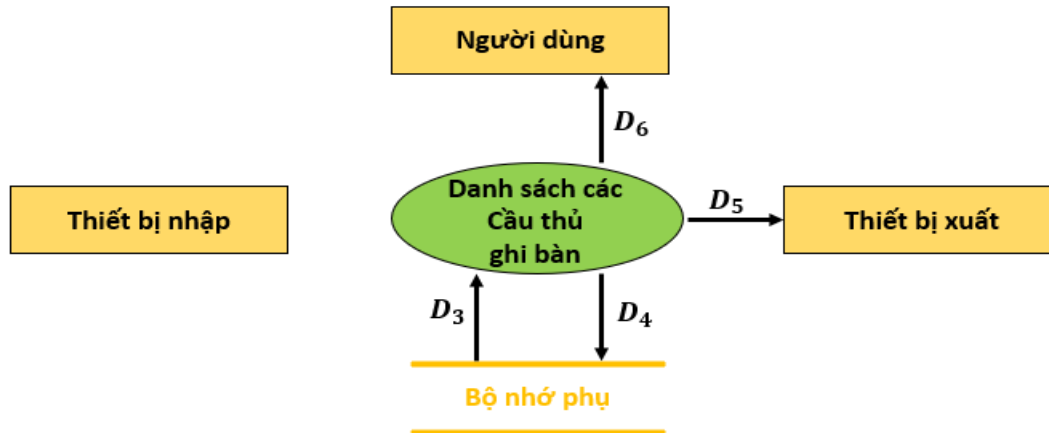 Người dùng
D6
Danh sách các
Cầu thủ
ghi bàn
D5
Thiết bị nhập
Thiết bị xuất
D3
D4
Bộ nhớ phụ